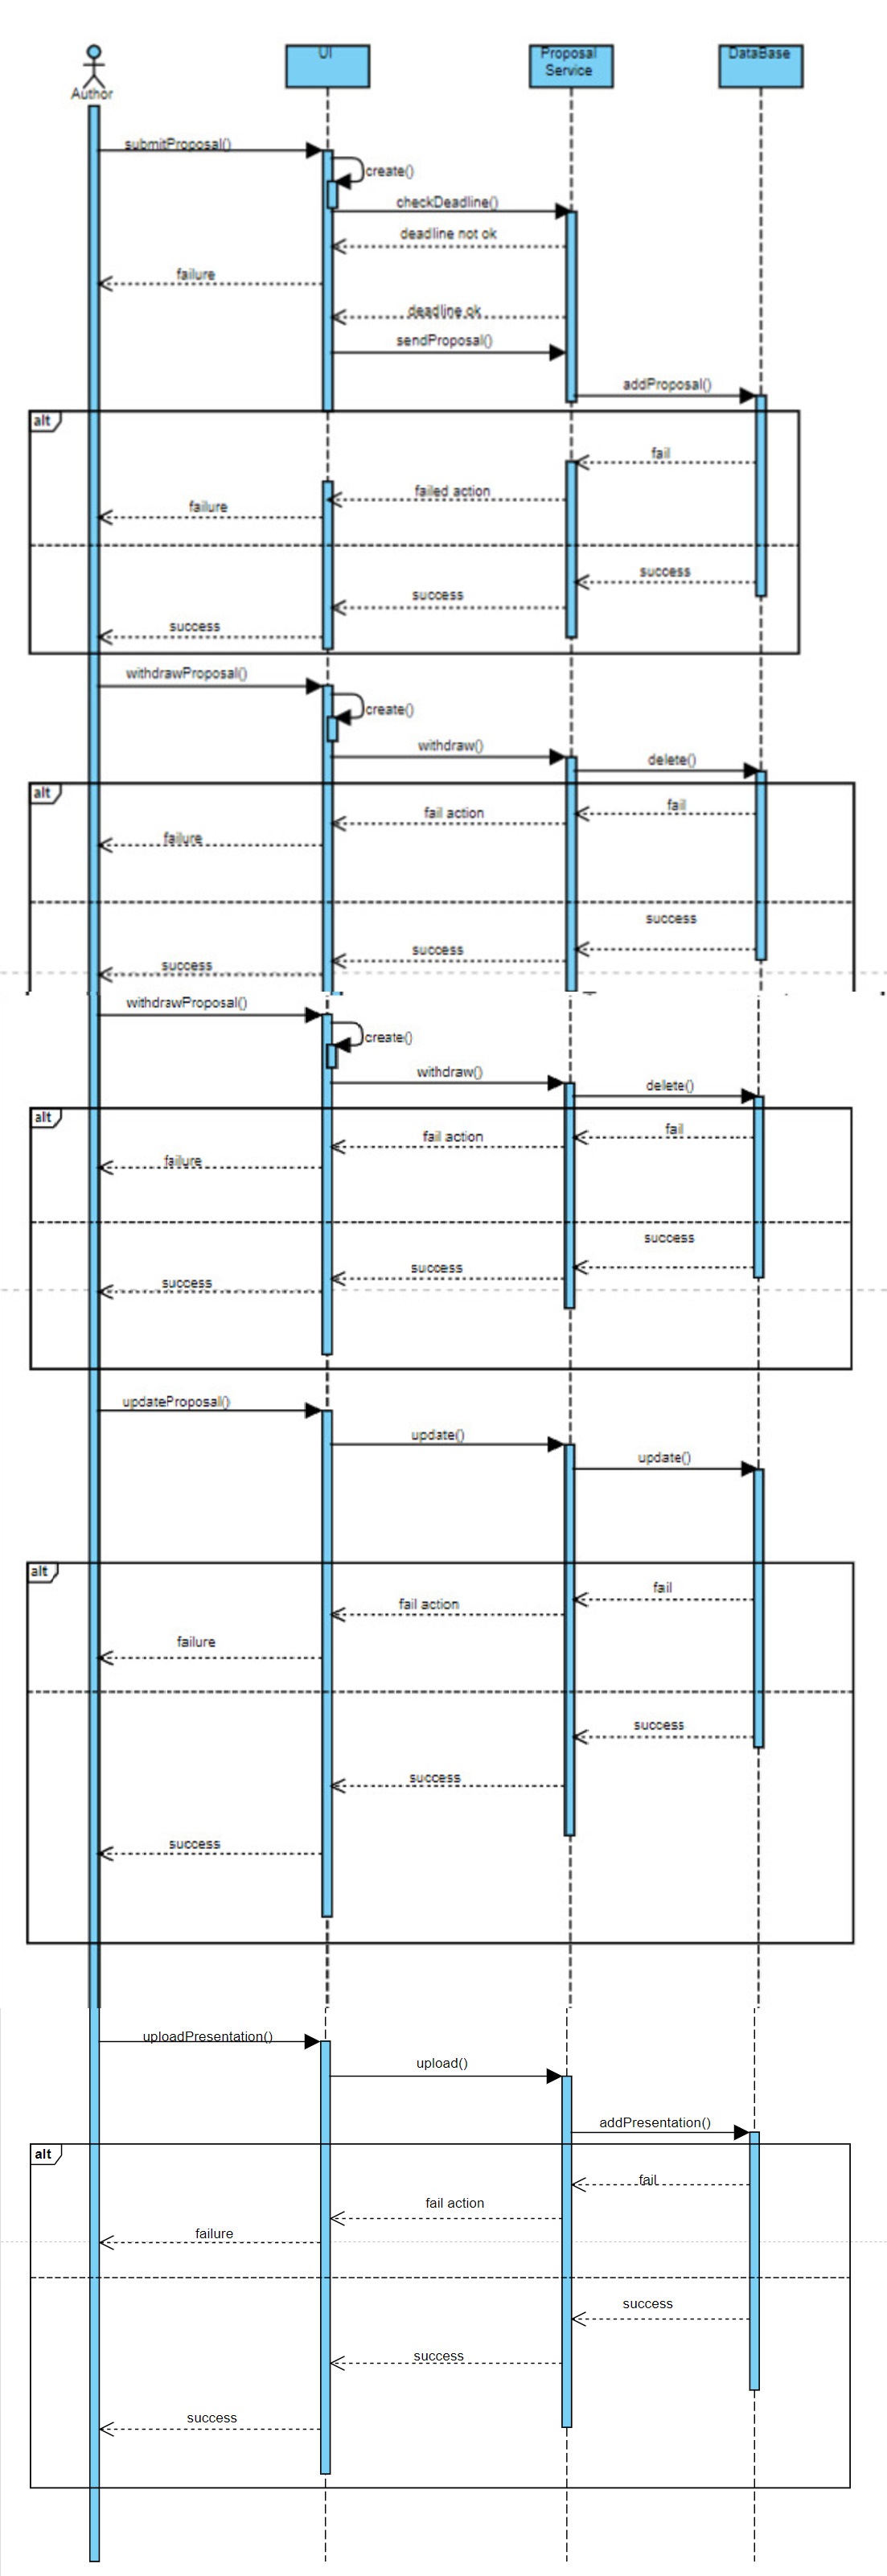 UI
Proposal
Service
DataBase
Author
submitProposal()
create()
checkDeadline()
deadline not ok
failure
deadline ok
sendProposal()
addProposal()
alt
fail
failed action
failure
success
success
success
withdrawProposal()
create()
withdraw()
delete()
alt
fail
fail action
failure
success
success
success
withdrawProposal()
create()
withdraw()
delete()
alt
fail
fail action
failure
success
success
success
updateProposal()
update()
update()
alt
fail
fail action
failure
success
success
success
uploadPresentation()
upload()
addPresentation()
alt
fail
fail action
failure
success
success
success